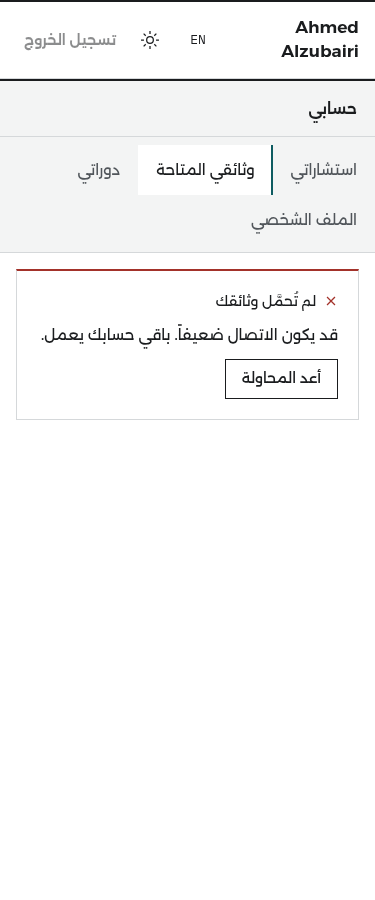 Ahmed
Alzubairi
EN
تسجيل الخروج
حسابي
استشاراتي
وثائقي المتاحة
دوراتي
الملف الشخصي
× لم تُحمَّل وثائقك
قد يكون الاتصال ضعيفاً. باقي حسابك يعمل.
أعد المحاولة